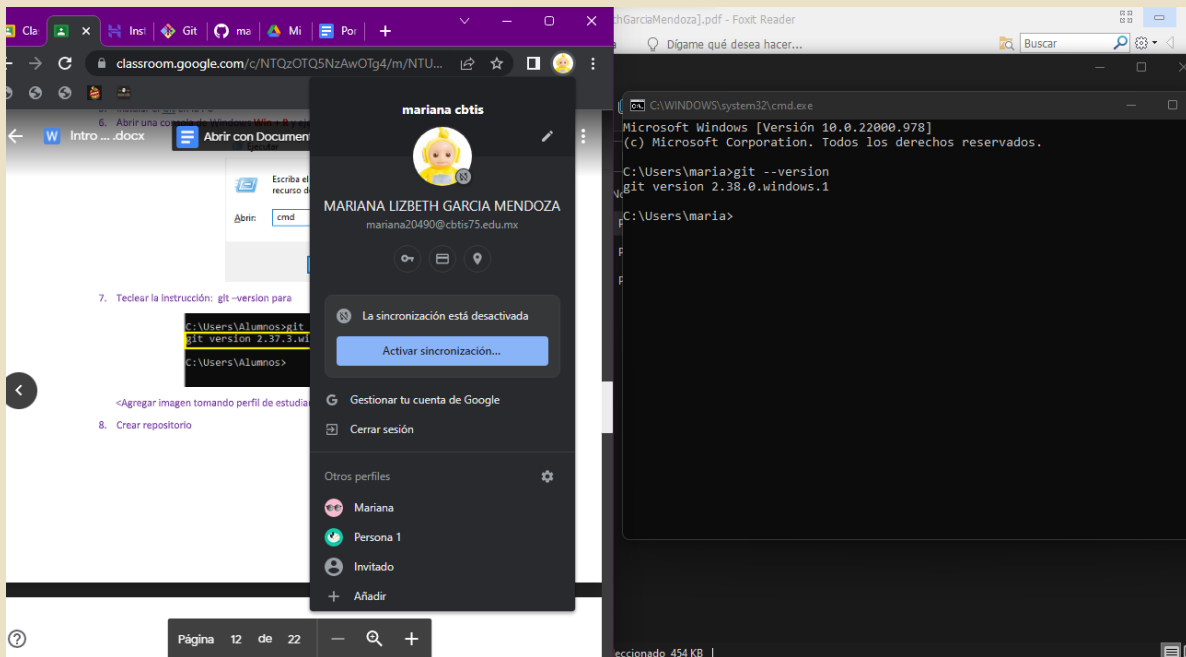 Cla
Inst
Git
ma
Mi
Por
classroom.google.com/c/NTQzOTQ5NzAwOTg4/m/NTU...
6. Abrir una consola de Windows Win + R y eje
Intro ... .docx
Abrir con Document
Ejecutar
Escriba el
recurso d
Abrir: cmd
7. Teclear la instrucción: git –version para
C:\Users\Alumnos>git
git version 2.37.3.wi
C:\Users\Alumnos>
<Agregar imagen tomando perfil de estudia
8. Crear repositorio
Página 12 de 22
mariana cbtis
MARIANA LIZBETH GARCIA MENDOZA
mariana20490@cbtis75.edu.mx
La sincronización está desactivada
Activar sincronización...
Gestionar tu cuenta de Google
Cerrar sesión
Otros perfiles
Mariana
Persona 1
Invitado
Añadir
hGarciaMendoza].pdf - Foxit Reader
Dígame qué desea hacer...
Buscar
C:\WINDOWS\system32\cmd.exe
Microsoft Windows [Versión 10.0.22000.978]
(c) Microsoft Corporation. Todos los derechos reservados.
C:\Users\maria>git --version
git version 2.38.0.windows.1
C:\Users\maria>
eccionado 454 KB